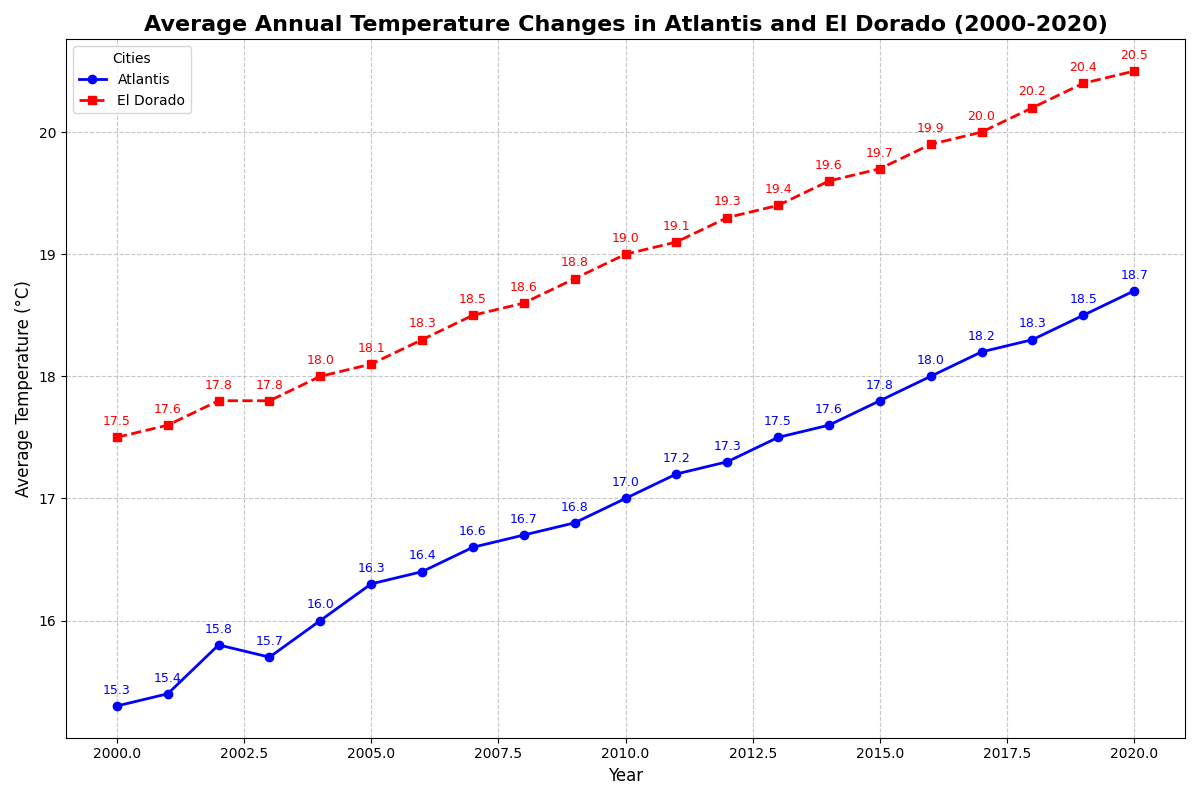 Average Annual Temperature Changes in Atlantis and El Dorado (2000-2020)
Cities
Atlantis
El Dorado
Average Temperature (°C)
20
19
18
17
16
17.5 17.6 17.8 17.8 18.0 18.1 18.3 18.5 18.6 18.8 19.0 19.1 19.3 19.4 19.6 19.7 19.9 20.0 20.2 20.4 20.5
15.3 15.4 15.8 15.7 16.0 16.3 16.4 16.6 16.7 16.8 17.0 17.2 17.3 17.5 17.6 17.8 18.0 18.2 18.3 18.5 18.7
2000.0 2002.5 2005.0 2007.5 2010.0 2012.5 2015.0 2017.5 2020.0
Year